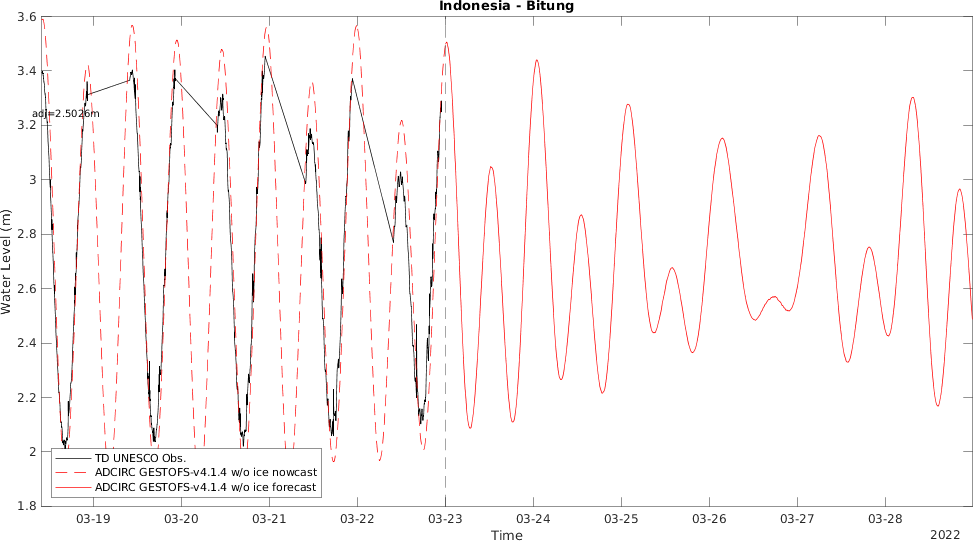 Indonesia - Bitung
3.6
3.4
adj=2.5026m
3.2
3
2.8
2.6
2.4
2.2
2
1.8
Water Level (m)
TD UNESCO Obs.
ADCIRC GESTOFS-v4.1.4 w/o ice nowcast
ADCIRC GESTOFS-v4.1.4 w/o ice forecast
03-19 03-20 03-21 03-22 03-23 03-24 03-25 03-26 03-27 03-28
Time
2022